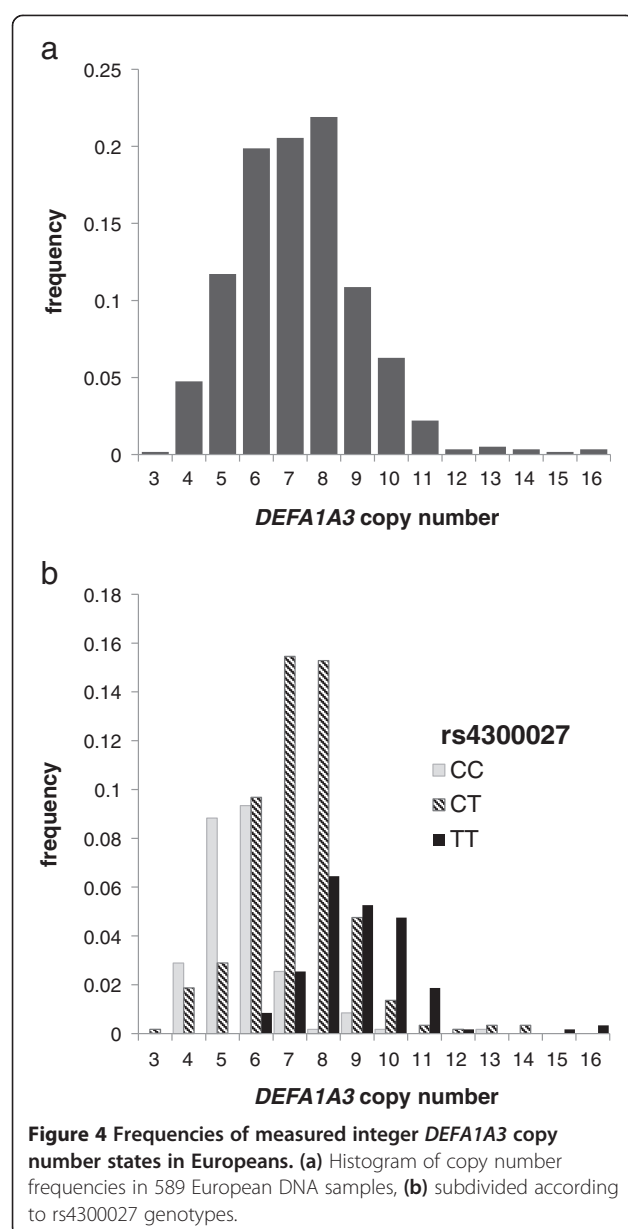 a
0.25
0.2
0.15
0.1
0.05
0
frequency
3 4 5 6 7 8 9 10 11 12 13 14 15 16
DEFA1A3 copy number
b
0.18
0.16
0.14
0.12
0.1
0.08
0.06
0.04
0.02
0
frequency
rs4300027
CC
CT
TT
3 4 5 6 7 8 9 10 11 12 13 14 15 16
DEFA1A3 copy number
Figure 4 Frequencies of measured integer DEFA1A3 copy
number states in Europeans. (a) Histogram of copy number
frequencies in 589 European DNA samples, (b) subdivided according
to rs4300027 genotypes.